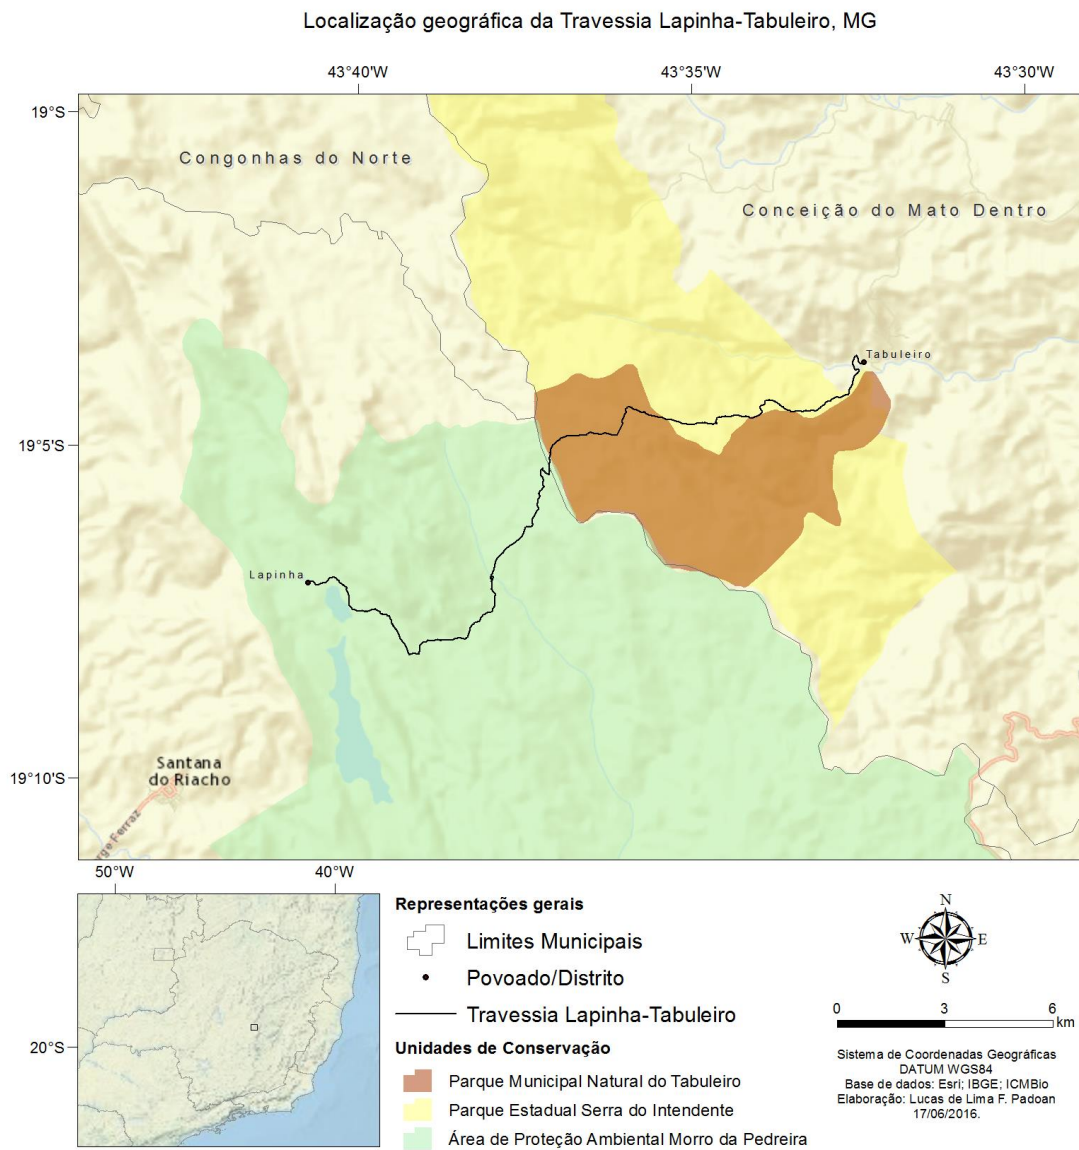 Localização geográfica da Travessia Lapinha-Tabuleiro, MG
43°40'W
43°35'W
43°30'W
19°S
Congonhas do Norte
Conceição do Mato Dentro
Tabuleiro
19°5'S
Lapinha
Santana
do Riacho
19°10'S
Ferraz
50°W
40°W
20°S
Representações gerais
Limites Municipais
Povoado/Distrito
Travessia Lapinha-Tabuleiro
Unidades de Conservação
Parque Municipal Natural do Tabuleiro
Parque Estadual Serra do Intendente
Área de Proteção Ambiental Morro da Pedreira
N
W
E
S
0
3
6
km
Sistema de Coordenadas Geográficas
DATUM WGS84
Base de dados: Esri; IBGE; ICMBio
Elaboração: Lucas de Lima F. Padoan
17/06/2016.